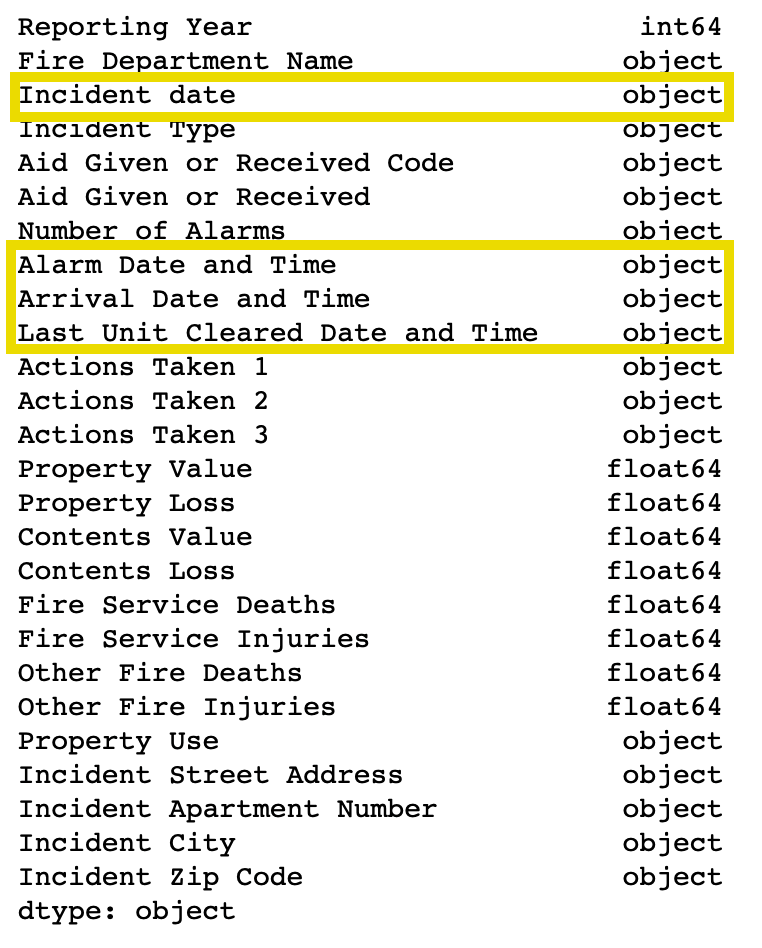 Reporting Year int64
Fire Department Name object
Incident date object
Incident Type object
Aid Given or Received Code object
Aid Given or Received object
Number of Alarms object
Alarm Date and Time object
Arrival Date and Time object
Last Unit Cleared Date and Time object
Actions Taken 1 object
Actions Taken 2 object
Actions Taken 3 object
Property Value float64
Property Loss float64
Contents Value float64
Contents Loss float64
Fire Service Deaths float64
Fire Service Injuries float64
Other Fire Deaths float64
Other Fire Injuries float64
Property Use object
Incident Street Address object
Incident Apartment Number object
Incident City object
Incident Zip Code object
dtype: object